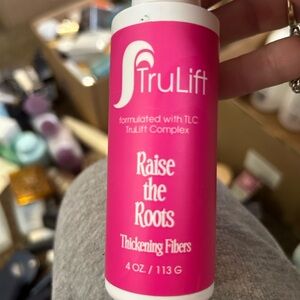 TruLift
formulated with TLC
TruLift Complex
Raise
the
Roots
Thickening Fibers
4 OZ. / 113 G